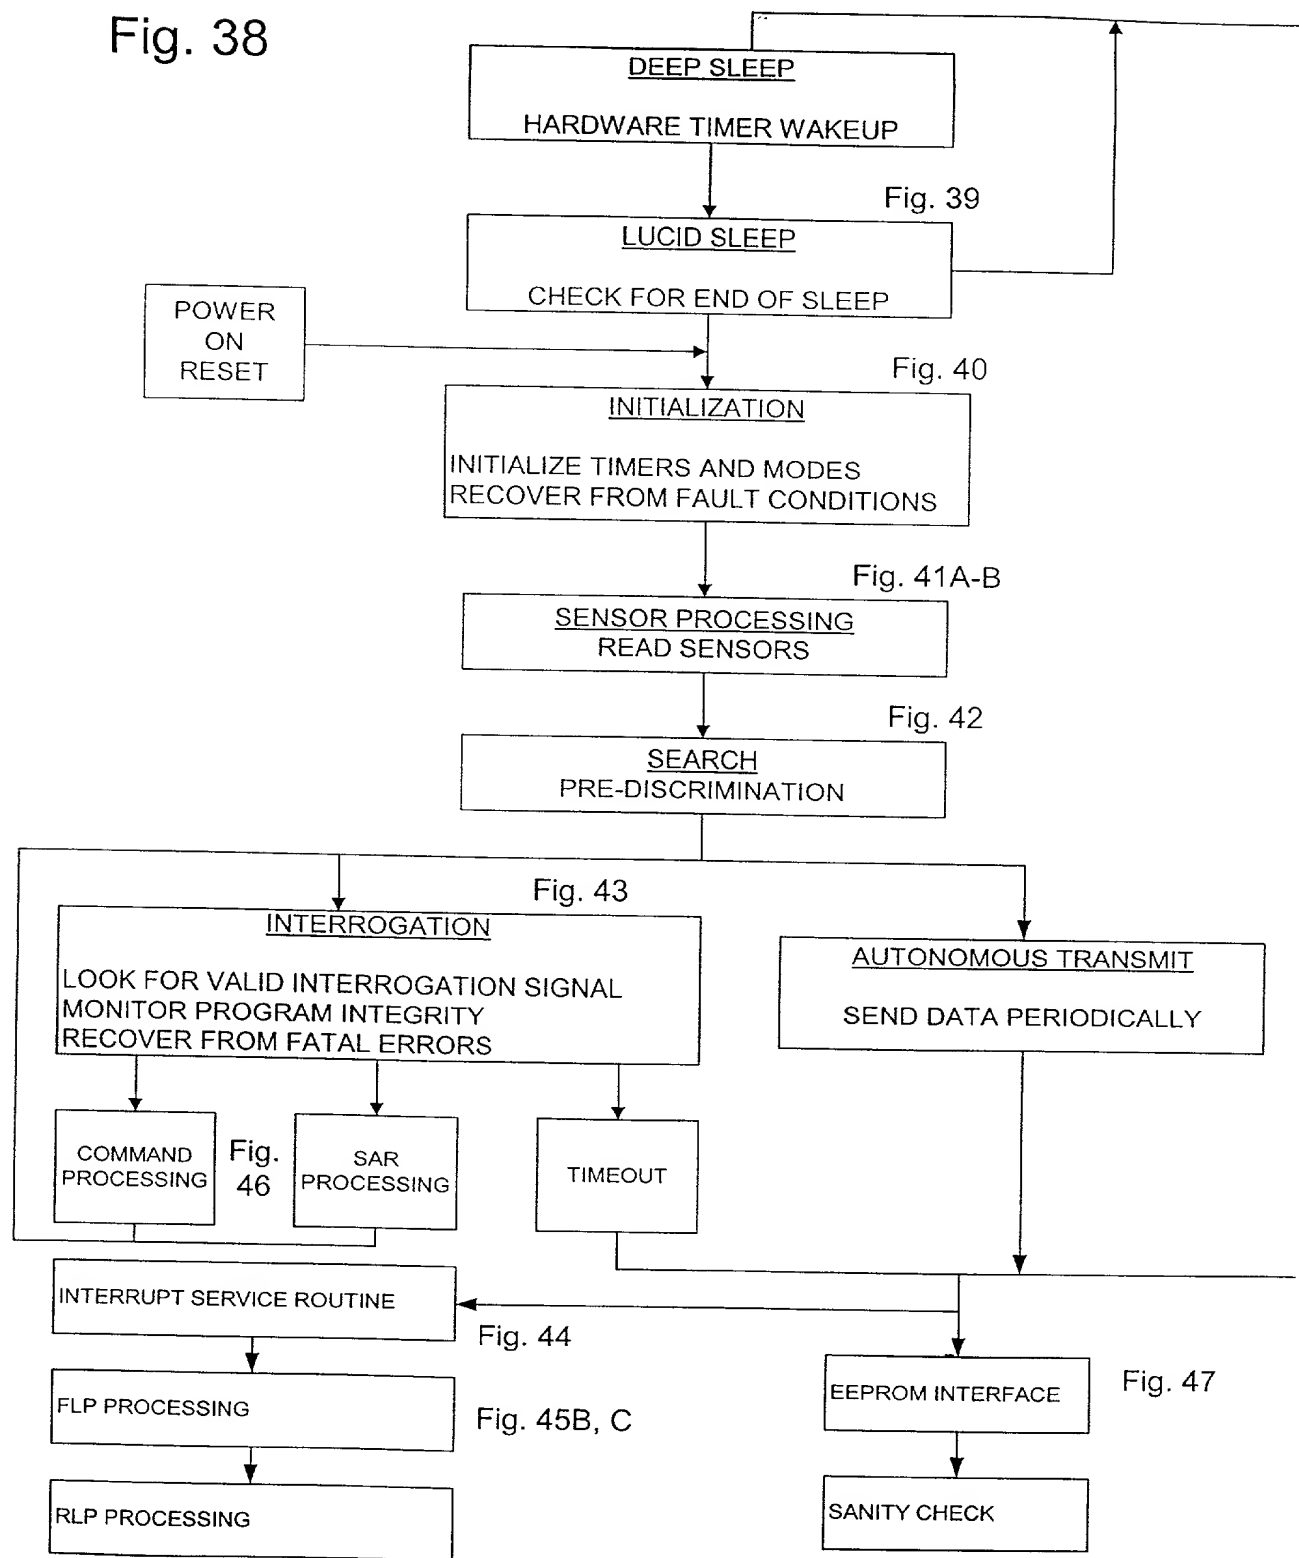 Fig. 38
DEEP SLEEP
HARDWARE TIMER WAKEUP
Fig. 39
LUCID SLEEP
CHECK FOR END OF SLEEP
POWER
ON
RESET
Fig. 40
INITIALIZATION
INITIALIZE TIMERS AND MODES
RECOVER FROM FAULT CONDITIONS
Fig. 41A-B
SENSOR PROCESSING
READ SENSORS
Fig. 42
SEARCH
PRE-DISCRIMINATION
Fig. 43
INTERROGATION
LOOK FOR VALID INTERROGATION SIGNAL
MONITOR PROGRAM INTEGRITY
RECOVER FROM FATAL ERRORS
AUTONOMOUS TRANSMIT
SEND DATA PERIODICALLY
COMMAND
PROCESSING
Fig.
46
SAR
PROCESSING
TIMEOUT
INTERRUPT SERVICE ROUTINE
Fig. 44
FLP PROCESSING
Fig. 45B, C
RLP PROCESSING
EEPROM INTERFACE
Fig. 47
SANITY CHECK